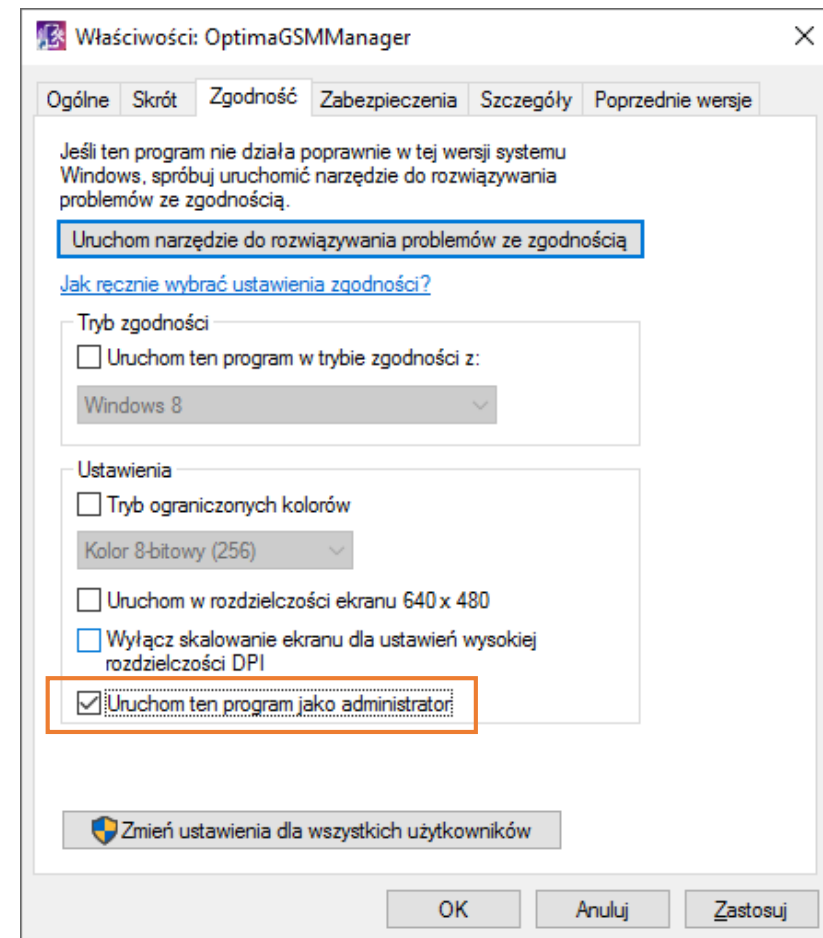 Właściwości: OptimaGSMManager
Ogólne Skrót Zgodność Zabezpieczenia Szczegóły Poprzednie wersje
Jeśli ten program nie działa poprawnie w tej wersji systemu
Windows, spróbuj uruchomić narzędzie do rozwiązywania
problemów ze zgodnością.
Uruchom narzędzie do rozwiązywania problemów ze zgodnością
Jak ręcznie wybrać ustawienia zgodności?
Tryb zgodności
Uruchom ten program w trybie zgodności z:
Windows 8
Ustawienia
Tryb ograniczonych kolorów
Kolor 8-bitowy (256)
Uruchom w rozdzielczości ekranu 640 x 480
Wyłącz skalowanie ekranu dla ustawień wysokiej
rozdzielczości DPI
Uruchom ten program jako administrator
Zmień ustawienia dla wszystkich użytkowników
OK Anuluj Zastosuj